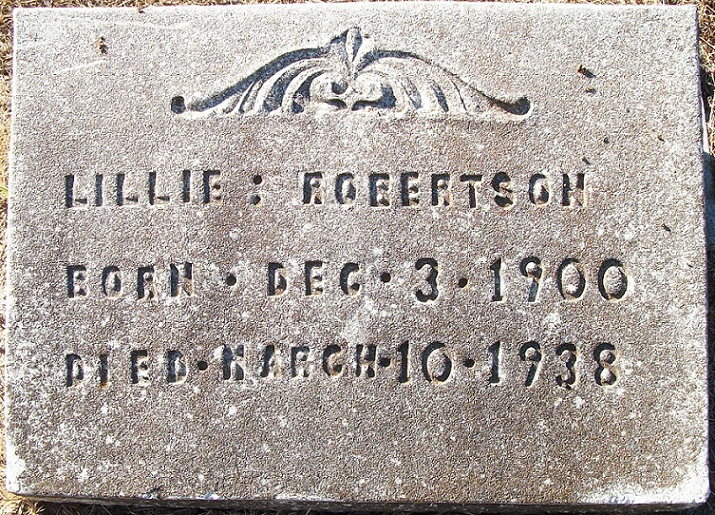 LILLIE : ROBERTSON
BORN · DEC · 3 · 1900
DIED · MARCH · 10 · 1938